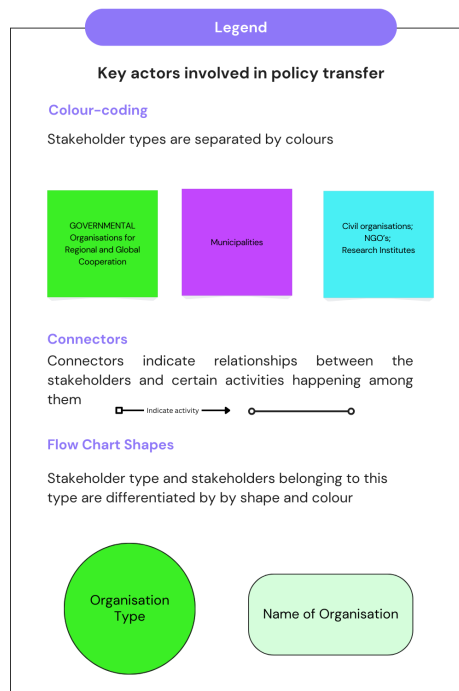 Legend
Key actors involved in policy transfer
Colour-coding
Stakeholder types are separated by colours
GOVERNMENTAL
Organisations for
Regional and Global
Cooperation
Municipalities
Civil organisations;
NGO's;
Research Institutes
Connectors
Connectors indicate relationships between the
stakeholders and certain activities happening among
them
Indicate activity
Flow Chart Shapes
Stakeholder type and stakeholders belonging to this
type are differentiated by by shape and colour
Organisation
Type
Name of Organisation